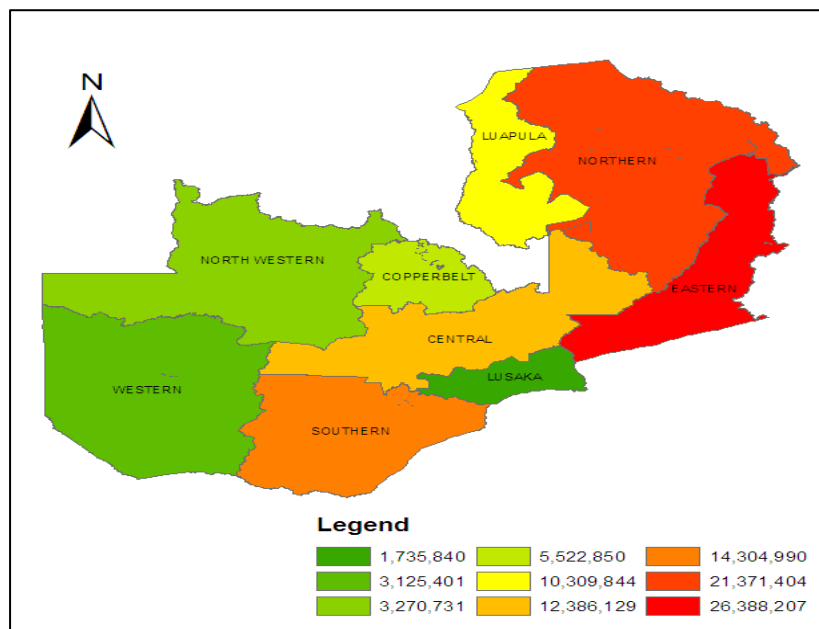 N
LUAPULA
NORTHERN
NORTH WESTERN
COPPERBELT
EASTERN
CENTRAL
LUSAKA
WESTERN
SOUTHERN
Legend
1,735,840 5,522,850 14,304,990
3,125,401 10,309,844 21,371,404
3,270,731 12,386,129 26,388,207